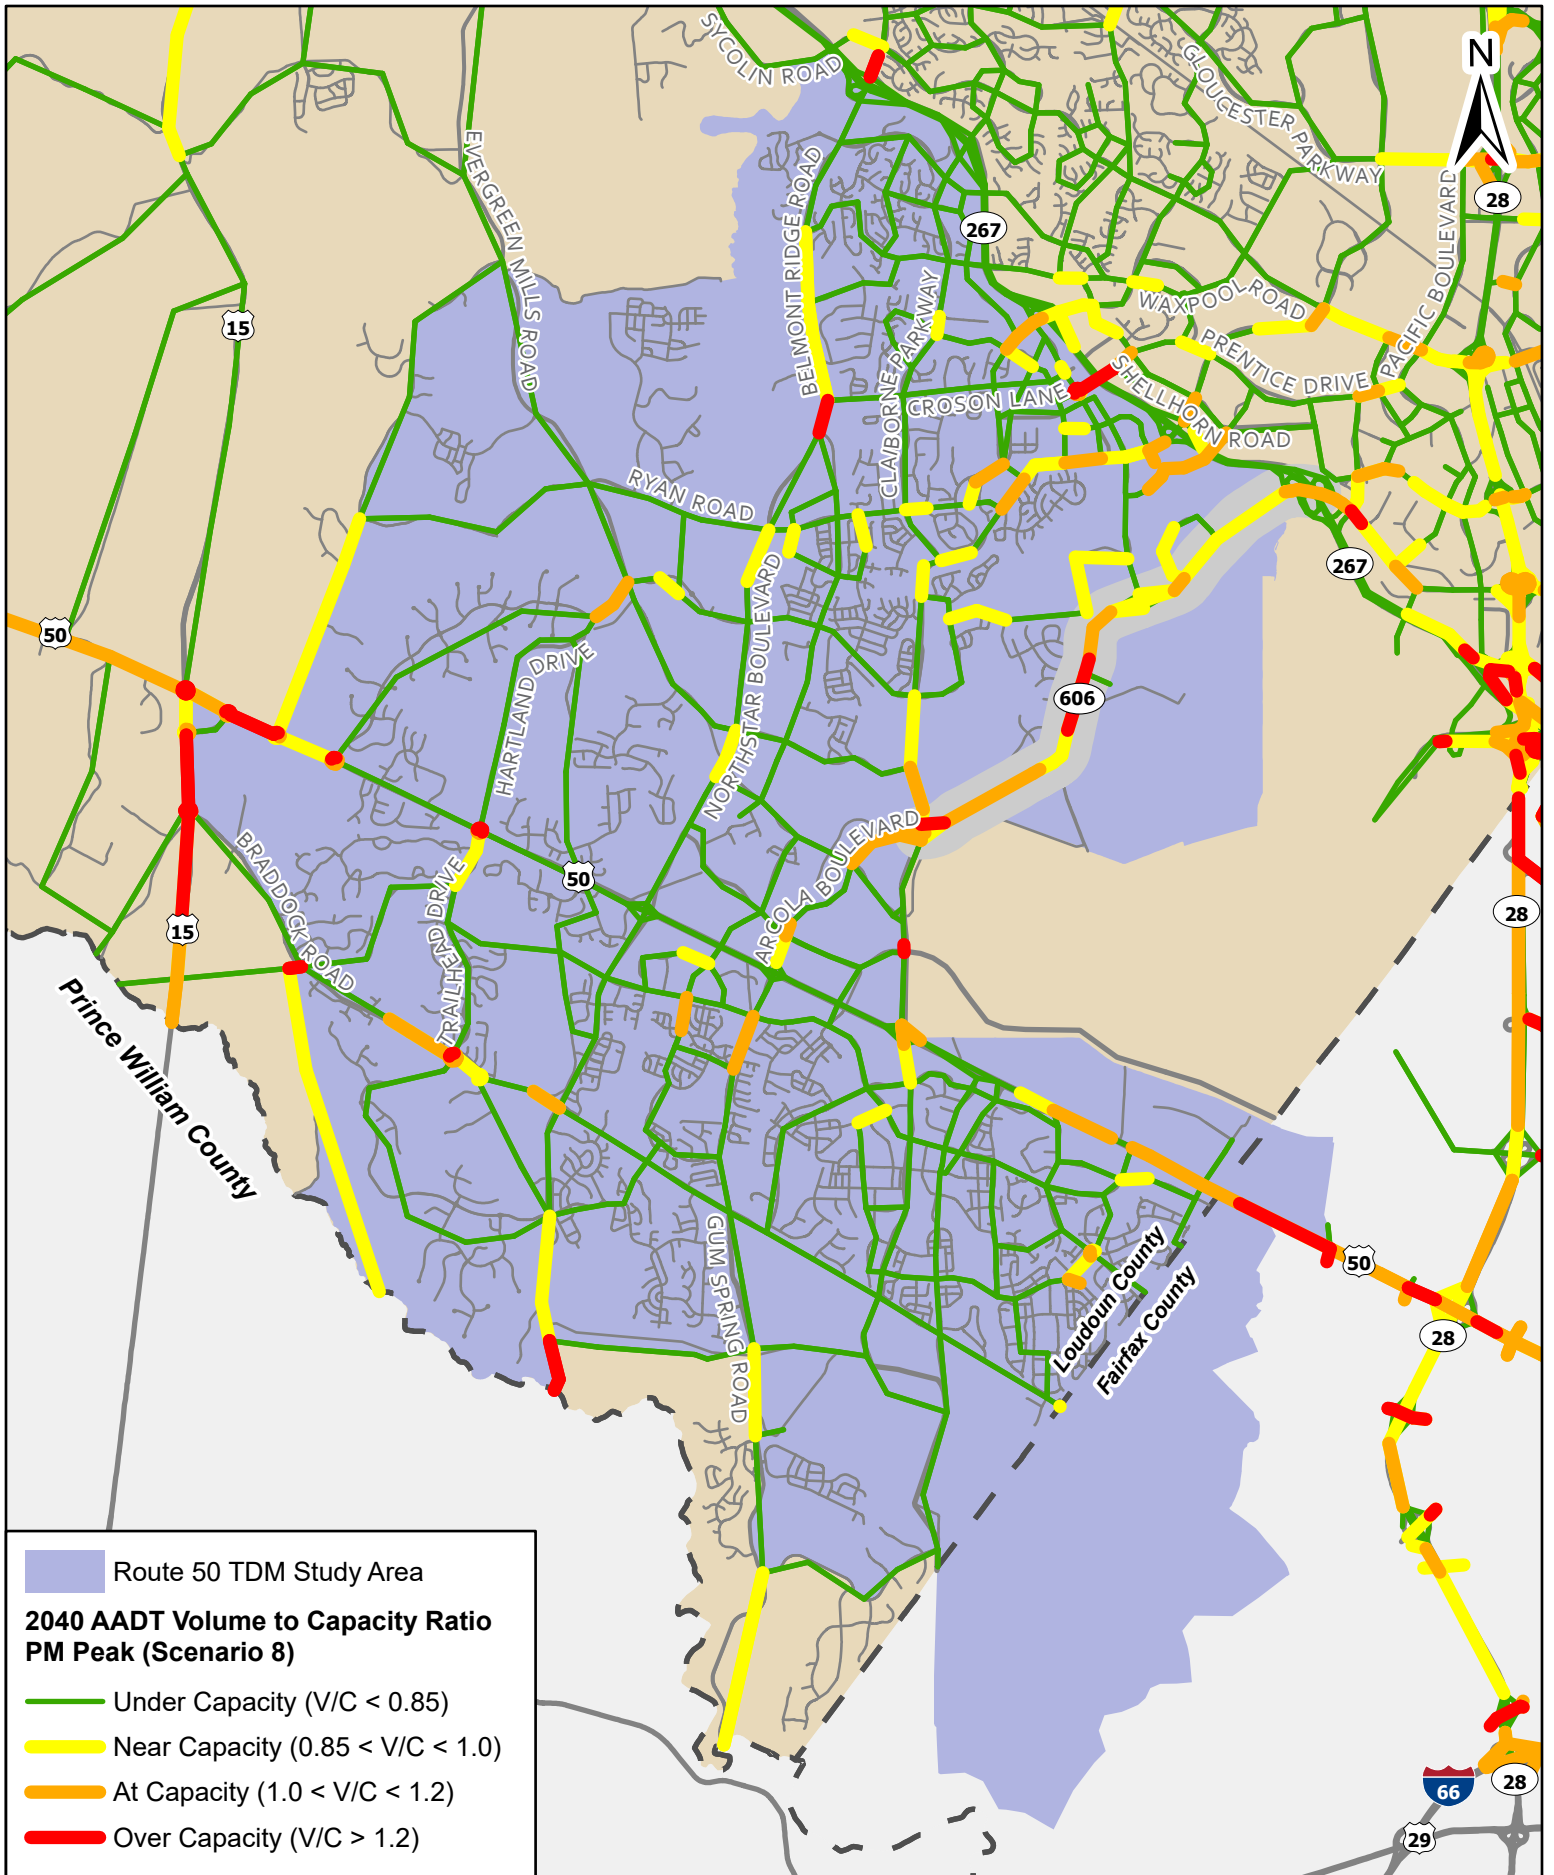 SYCOLIN ROAD
GLOUCESTER PARKWAY
N
28
EVERGREEN MILLS ROAD
BELMONT RIDGE ROAD
267
PACIFIC BOULEVARD
15
CLAIBORNE PARKWAY
WAXPOOL ROAD
PRENTICE DRIVE
SHELLHORN ROAD
CROSON LANE
RYAN ROAD
267
50
NORTHSTAR BOULEVARD
HARTLAND DRIVE
606
BRADDOCK ROAD
50
ARCOLA BOULEVARD
TRAILHEAD DRIVE
28
15
Prince William County
GUM SPRING ROAD
Loudoun County
Fairfax County
50
28
Route 50 TDM Study Area
2040 AADT Volume to Capacity Ratio
PM Peak (Scenario 8)
Under Capacity (V/C < 0.85)
Near Capacity (0.85 < V/C < 1.0)
At Capacity (1.0 < V/C < 1.2)
Over Capacity (V/C > 1.2)
66
28
29